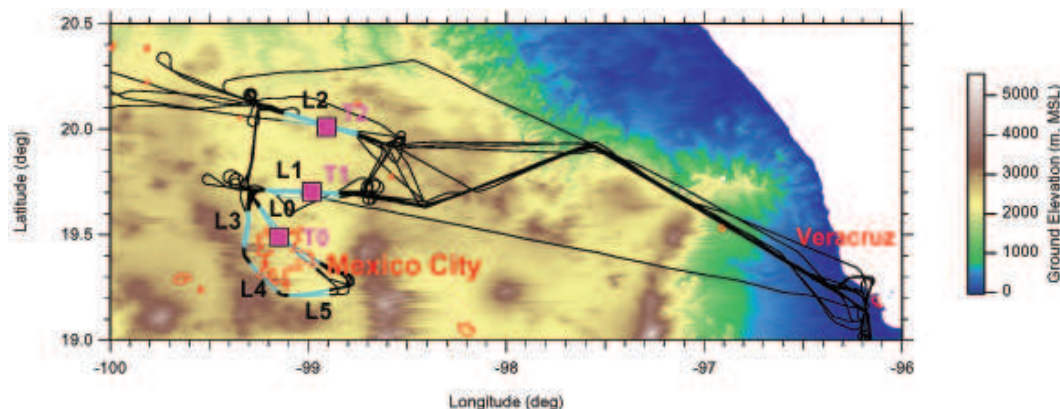 20.5
5000
L2
T2
20.0
4000
L1
T1
3000
L0
L3
19.5
T0
Veracruz
2000
Mexico City
1000
L4
L5
0
19.0
-100
-99
-98
-97
-96
Latitude (deg)
Longitude (deg)
Ground Elevation (m, MSL)